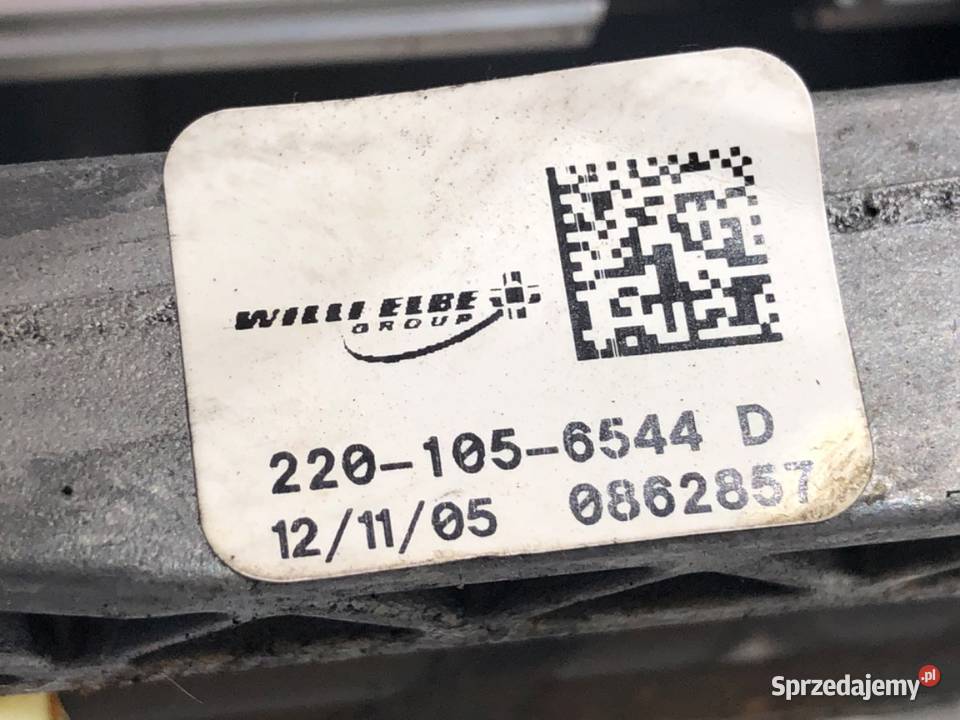 WILLI ELBE
GROUP
220-105-6544 D
12/11/05 0862857
Sprzedajemy.pl